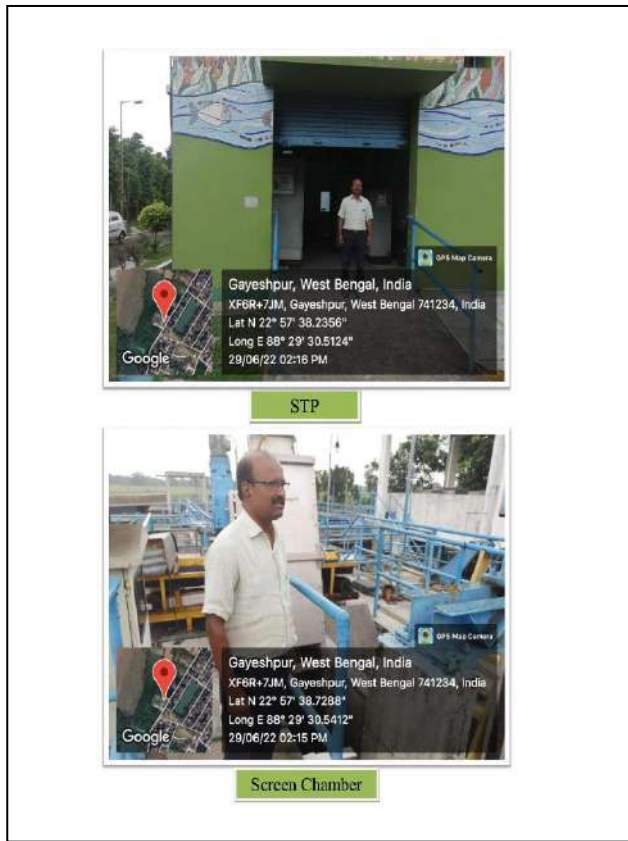 GPS Map Camera
Gayeshpur, West Bengal, India
XF6R+7JM, Gayeshpur, West Bengal 741234, India
Lat N 22° 57' 38.2356"
Long E 88° 29' 30.5124"
29/06/22 02:16 PM
Google
STP
GPS Map Camera
Gayeshpur, West Bengal, India
XF6R+7JM, Gayeshpur, West Bengal 741234, India
Lat N 22° 57' 38.7288"
Long E 88° 29' 30.5412"
29/06/22 02:15 PM
Google
Screen Chamber